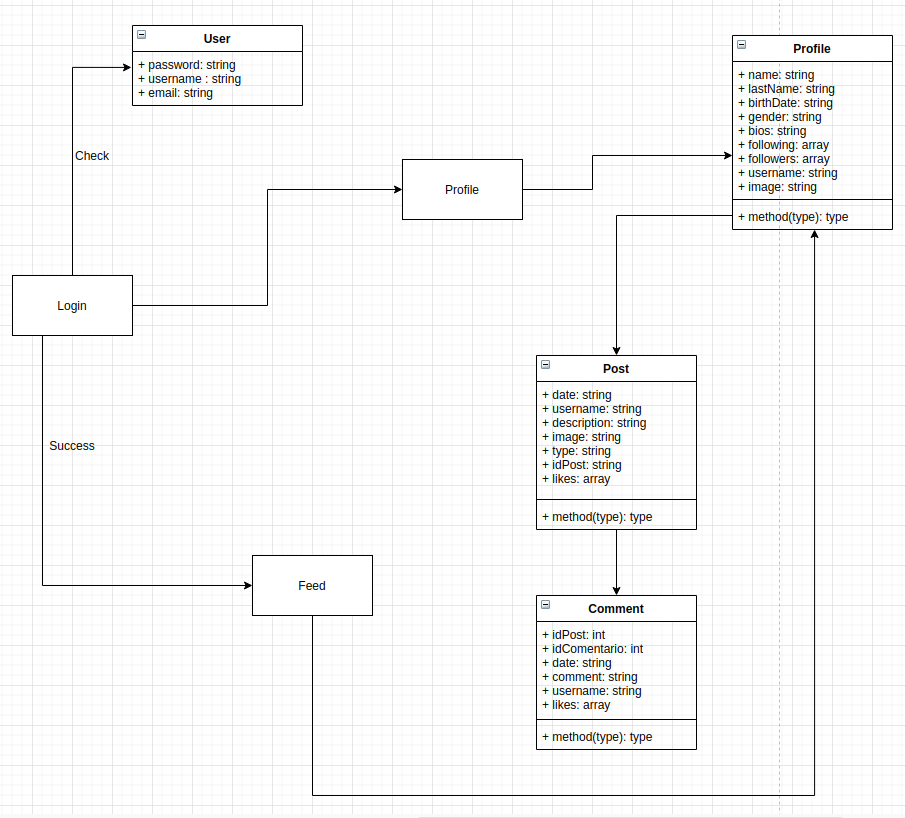 User
+ password: string
+ username : string
+ email: string
Check
Profile
+ name: string
+ lastName: string
+ birthDate: string
+ gender: string
+ bios: string
+ following: array
+ followers: array
+ username: string
+ image: string
+ method(type): type
Profile
Login
Success
Post
+ date: string
+ username: string
+ description: string
+ image: string
+ type: string
+ idPost: string
+ likes: array
+ method(type): type
Feed
Comment
+ idPost: int
+ idComentario: int
+ date: string
+ comment: string
+ username: string
+ likes: array
+ method(type): type